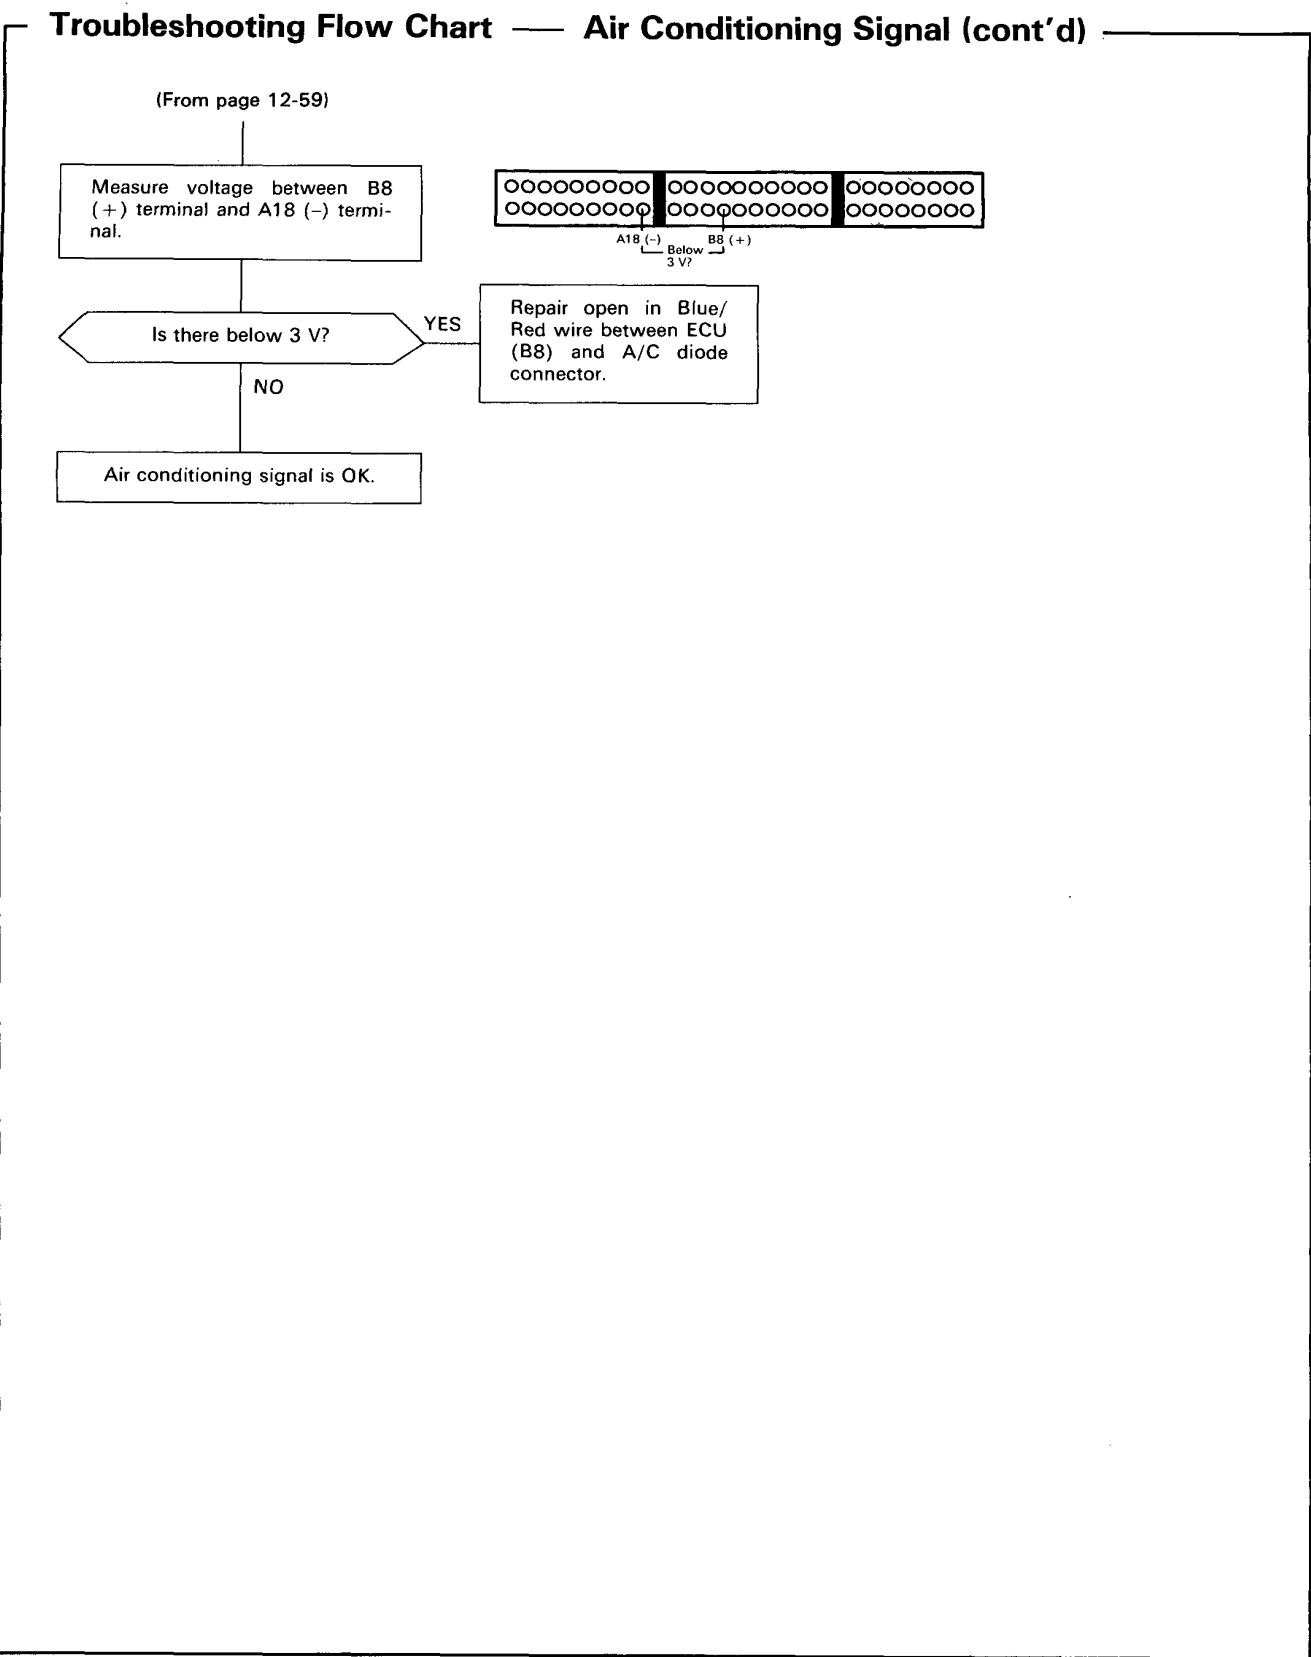 Troubleshooting Flow Chart — Air Conditioning Signal (cont'd)
(From page 12-59)
Measure voltage between B8
(+) terminal and A18 (–) termi-
nal.
A18 (–) B8 (+)
Below
3 V?
Is there below 3 V?
YES
Repair open in Blue/
Red wire between ECU
(B8) and A/C diode
connector.
NO
Air conditioning signal is OK.